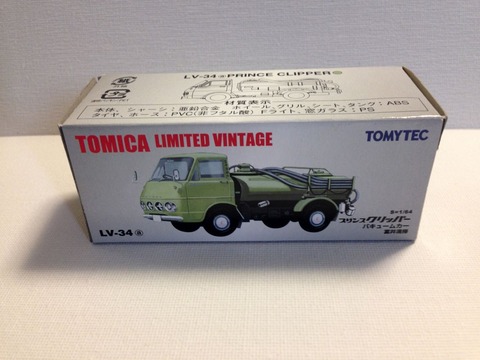 LV-34a PRINCE CLIPPER
材質表示
本体、シャーシ:亜鉛合金 ホイール、グリル、シート、タンク:ABS
タイヤ、ホース:PVC(非フタル酸) Fライト、窓ガラス:PS
TOMICA LIMITED VINTAGE
TOMYTEC
S=1/64
プリンス クリッパー
バキュームカー
LV-34 a